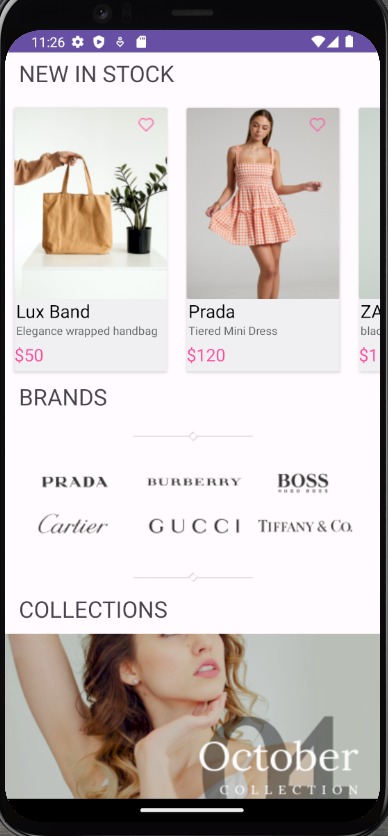 11:26
NEW IN STOCK
Lux Band
Elegance wrapped handbag
$50
Prada
Tiered Mini Dress
$120
ZA
blac
$1
BRANDS
PRADA
BURBERRY
BOSS
HUGO BOSS
Cartier
GUCCI
TIFFANY & CO.
COLLECTIONS
01
October
COLLECTION